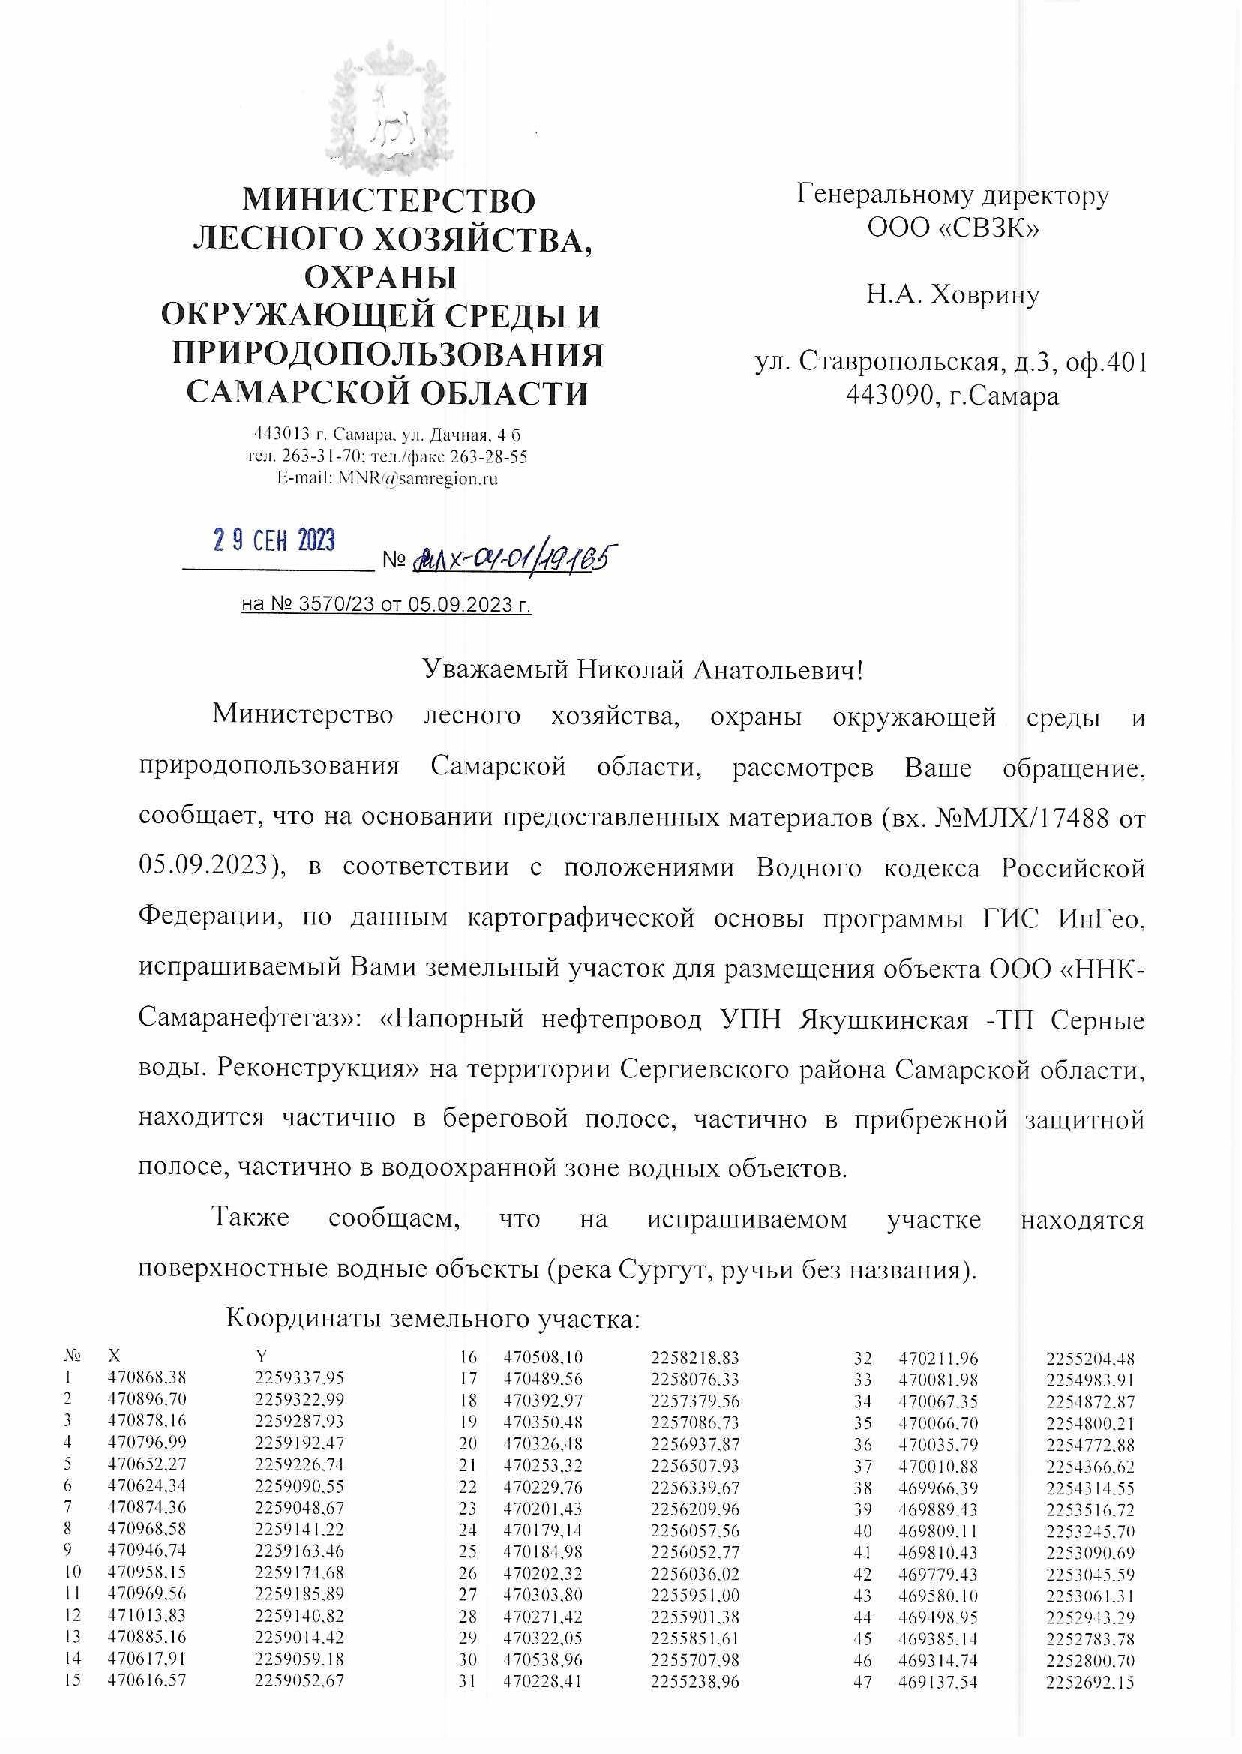 МИНИСТЕРСТВО
ЛЕСНОГО ХОЗЯЙСТВА,
ОХРАНЫ
ОКРУЖАЮЩЕЙ СРЕДЫ И
ПРИРОДОПОЛЬЗОВАНИЯ
САМАРСКОЙ ОБЛАСТИ
443013 г. Самара, ул. Дачная, 4 б
тел. 263-31-70; тел./факс 263-28-55
E-mail: MNR@samregion.ru
29 СЕН 2023
№ МЛХ-04-01/19165
на № 3570/23 от 05.09.2023 г.
Генеральному директору
ООО «СВЗК»
Н.А. Ховрину
ул. Ставропольская, д.3, оф.401
443090, г.Самара
Уважаемый Николай Анатольевич!
Министерство лесного хозяйства, охраны окружающей среды и
природопользования Самарской области, рассмотрев Ваше обращение,
сообщает, что на основании предоставленных материалов (вх. №МЛХ/17488 от
05.09.2023), в соответствии с положениями Водного кодекса Российской
Федерации, по данным картографической основы программы ГИС ИнГео,
испрашиваемый Вами земельный участок для размещения объекта ООО «ННК-
Самаранефтегаз»: «Напорный нефтепровод УПН Якушкинская -ТП Серные
воды. Реконструкция» на территории Сергиевского района Самарской области,
находится частично в береговой полосе, частично в прибрежной защитной
полосе, частично в водоохранной зоне водных объектов.
Также сообщаем, что на испрашиваемом участке находятся
поверхностные водные объекты (река Сургут, ручьи без названия).
Координаты земельного участка:
№ X Y
1 470868,38 2259337,95
2 470896,70 2259322,99
3 470878,16 2259287,93
4 470796,99 2259192,47
5 470652,27 2259226,74
6 470624,34 2259090,55
7 470874,36 2259048,67
8 470968,58 2259141,22
9 470946,74 2259163,46
10 470958,15 2259174,68
11 470969,56 2259185,89
12 471013,83 2259140,82
13 470885,16 2259014,42
14 470617,91 2259059,18
15 470616,57 2259052,67
16 470508,10 2258218,83
17 470489,56 2258076,33
18 470392,97 2257379,56
19 470350,48 2257086,73
20 470326,48 2256937,87
21 470253,32 2256507,93
22 470229,76 2256339,67
23 470201,43 2256209,96
24 470179,14 2256057,56
25 470184,98 2256052,77
26 470202,32 2256036,02
27 470303,80 2255951,00
28 470271,42 2255901,38
29 470322,05 2255851,61
30 470538,96 2255707,98
31 470228,41 2255238,96
32 470211,96 2255204,48
33 470081,98 2254983,91
34 470067,35 2254872,87
35 470066,70 2254800,21
36 470035,79 2254772,88
37 470010,88 2254366,62
38 469966,39 2254314,55
39 469889,43 2253516,72
40 469809,11 2253245,70
41 469810,43 2253090,69
42 469779,43 2253045,59
43 469580,10 2253061,31
44 469498,95 2252943,29
45 469385,14 2252783,78
46 469314,74 2252800,70
47 469137,54 2252692,15